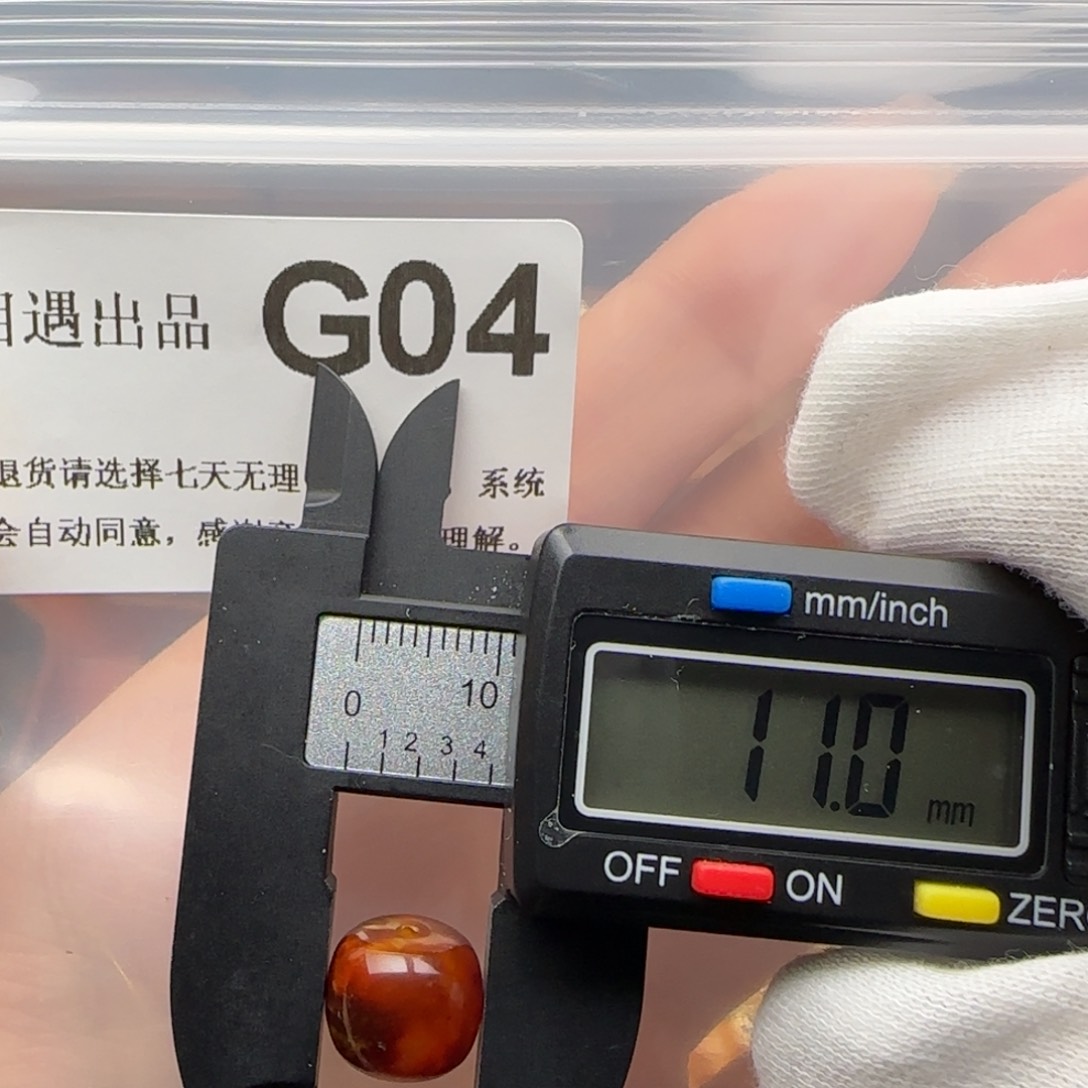 遇出品 G04
退货请选择七天无理 系统
会自动同意，感谢 理解。
mm/inch
0 10
1 2 3 4
11.0 mm
OFF ON ZER